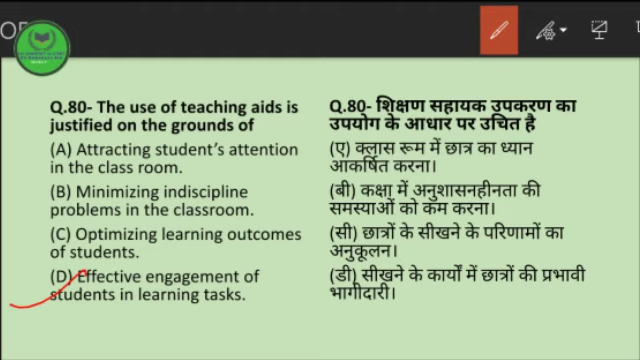 Q.80- The use of teaching aids is
justified on the grounds of
(A) Attracting student's attention
in the class room.
(B) Minimizing indiscipline
problems in the classroom.
(C) Optimizing learning outcomes
of students.
(D) Effective engagement of
students in learning tasks.
Q.80- शिक्षण सहायक उपकरण का
उपयोग के आधार पर उचित है
(ए) क्लास रूम में छात्र का ध्यान
आकर्षित करना।
(बी) कक्षा में अनुशासनहीनता की
समस्याओं को कम करना।
(सी) छात्रों के सीखने के परिणामों का
अनुकूलन।
(डी) सीखने के कार्यों में छात्रों की प्रभावी
भागीदारी।